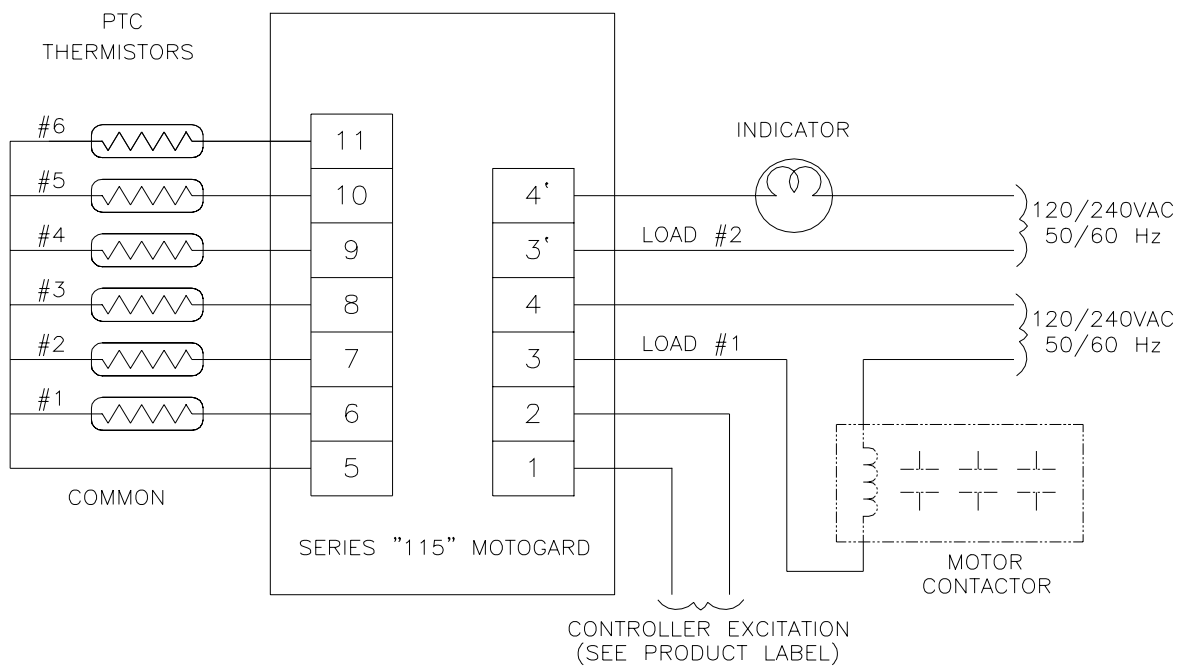 PTC
THERMISTORS
#6
#5
#4
#3
#2
#1
COMMON
11
10
9
8
7
6
5
4'
3'
4
3
2
1
SERIES "115" MOTOGARD
INDICATOR
LOAD #2
120/240VAC
50/60 Hz
LOAD #1
120/240VAC
50/60 Hz
MOTOR
CONTACTOR
CONTROLLER EXCITATION
(SEE PRODUCT LABEL)